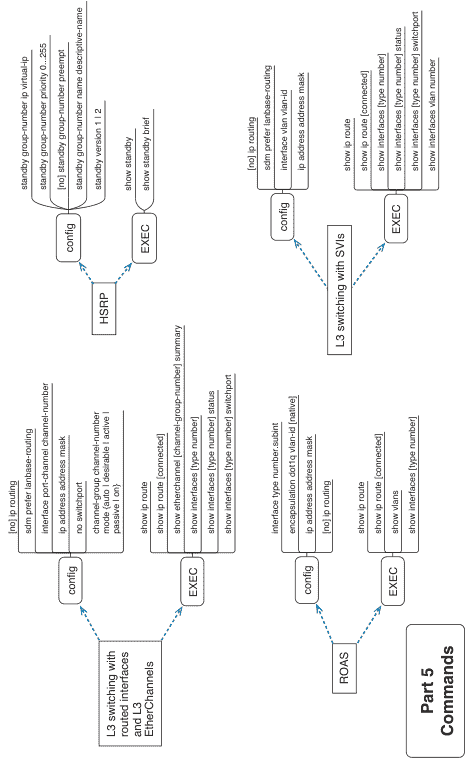 Part 5
Commands
L3 switching with
routed interfaces
and L3
EtherChannels
config
[no] ip routing
sdm prefer lanbase-routing
interface port-channel channel-number
ip address address mask
no switchport
channel-group channel-number
mode {auto | desirable | active |
passive | on}
EXEC
show ip route
show ip route [connected]
show etherchannel [channel-group-number] summary
show interfaces [type number]
show interfaces [type number] status
show interfaces [type number] switchport
HSRP
config
standby group-number ip virtual-ip
standby group-number priority 0...255
[no] standby group-number preempt
standby group-number name descriptive-name
standby version 1 | 2
EXEC
show standby
show standby brief
ROAS
config
interface type number.subint
encapsulation dot1q vlan-id [native]
ip address address mask
[no] ip routing
EXEC
show ip route
show ip route [connected]
show vlans
show interfaces [type number]
L3 switching with SVIs
config
[no] ip routing
sdm prefer lanbase-routing
interface vlan vlan-id
ip address address mask
EXEC
show ip route
show ip route [connected]
show interfaces [type number]
show interfaces [type number] status
show interfaces [type number] switchport
show interfaces vlan number